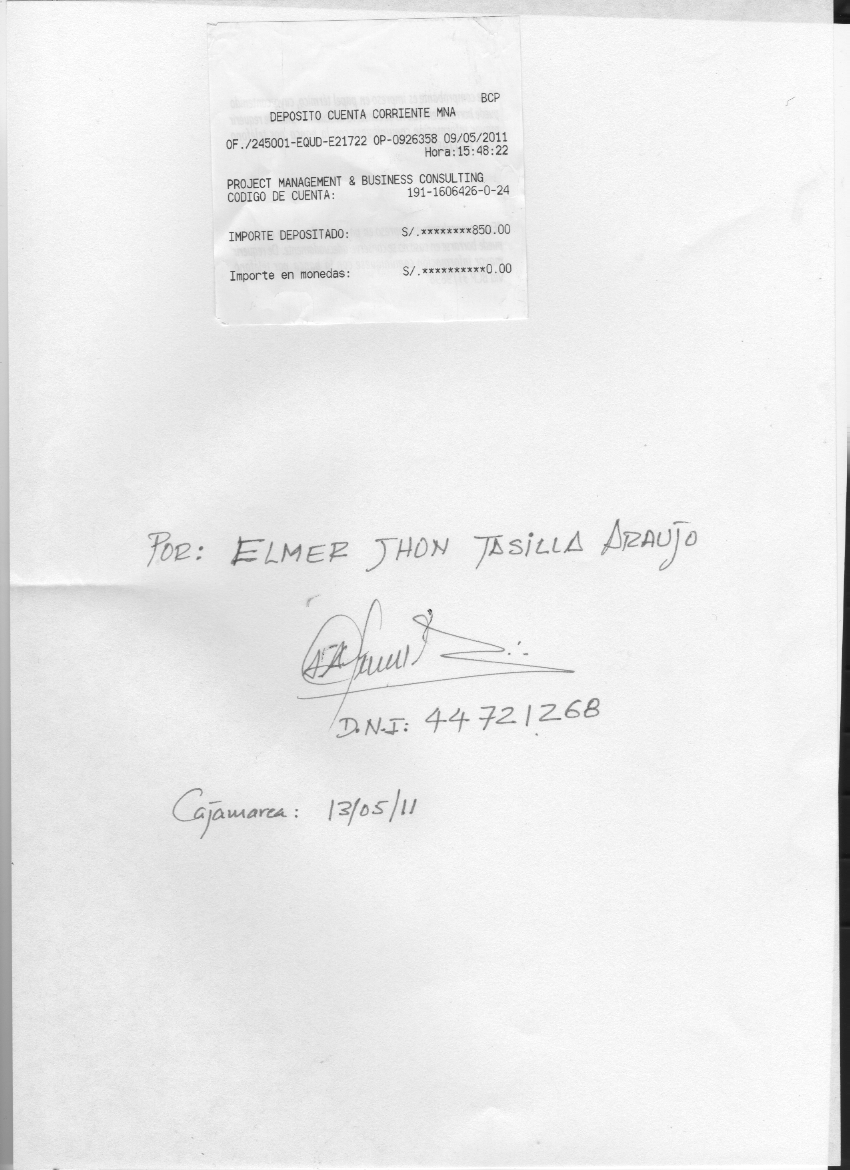 BCP
DEPOSITO CUENTA CORRIENTE MNA
OF./245001-EQUD-E21722 OP-0926358 09/05/2011
Hora:15:48:22
PROJECT MANAGEMENT & BUSINESS CONSULTING
CODIGO DE CUENTA: 191-1606426-0-24
IMPORTE DEPOSITADO: S/.********850.00
Importe en monedas: S/.**********0.00
POR: ELMER JHON TASILLA ARAUJO
D.N.I: 44721268
Cajamarca: 13/05/11